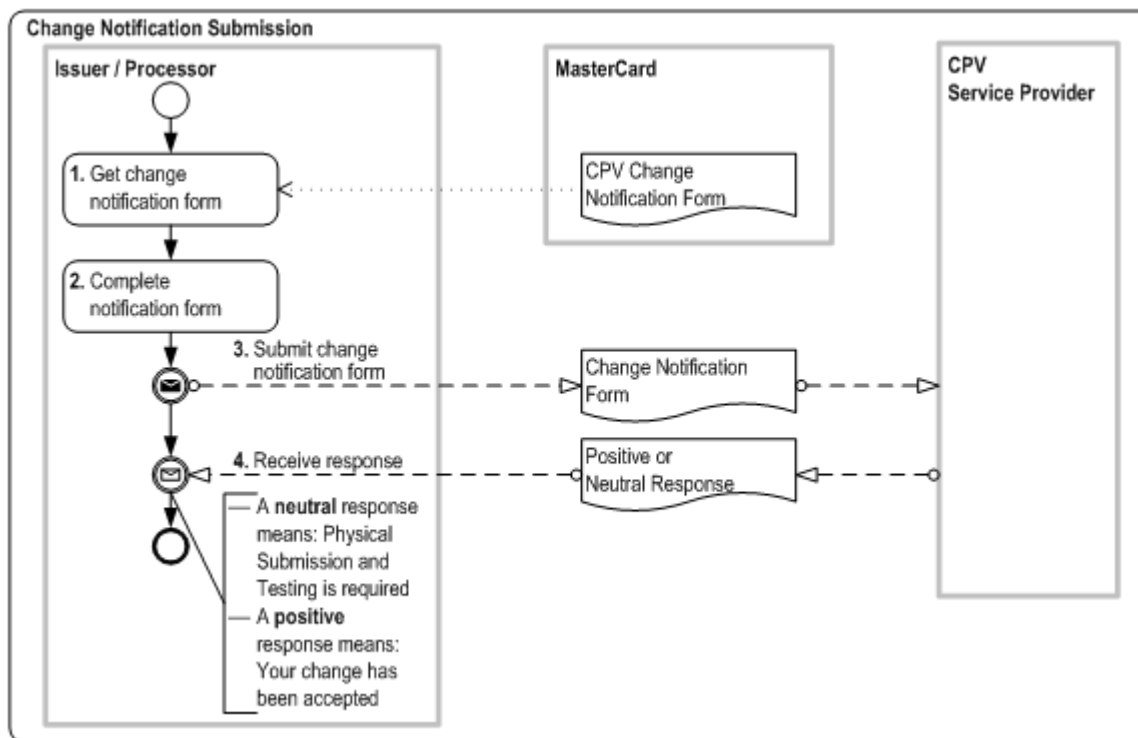 Change Notification Submission
Issuer / Processor
MasterCard
CPV
Service Provider
1. Get change
notification form
CPV Change
Notification Form
2. Complete
notification form
3. Submit change
notification form
Change Notification
Form
4. Receive response
Positive or
Neutral Response
A neutral response
means: Physical
Submission and
Testing is required
A positive
response means:
Your change has
been accepted